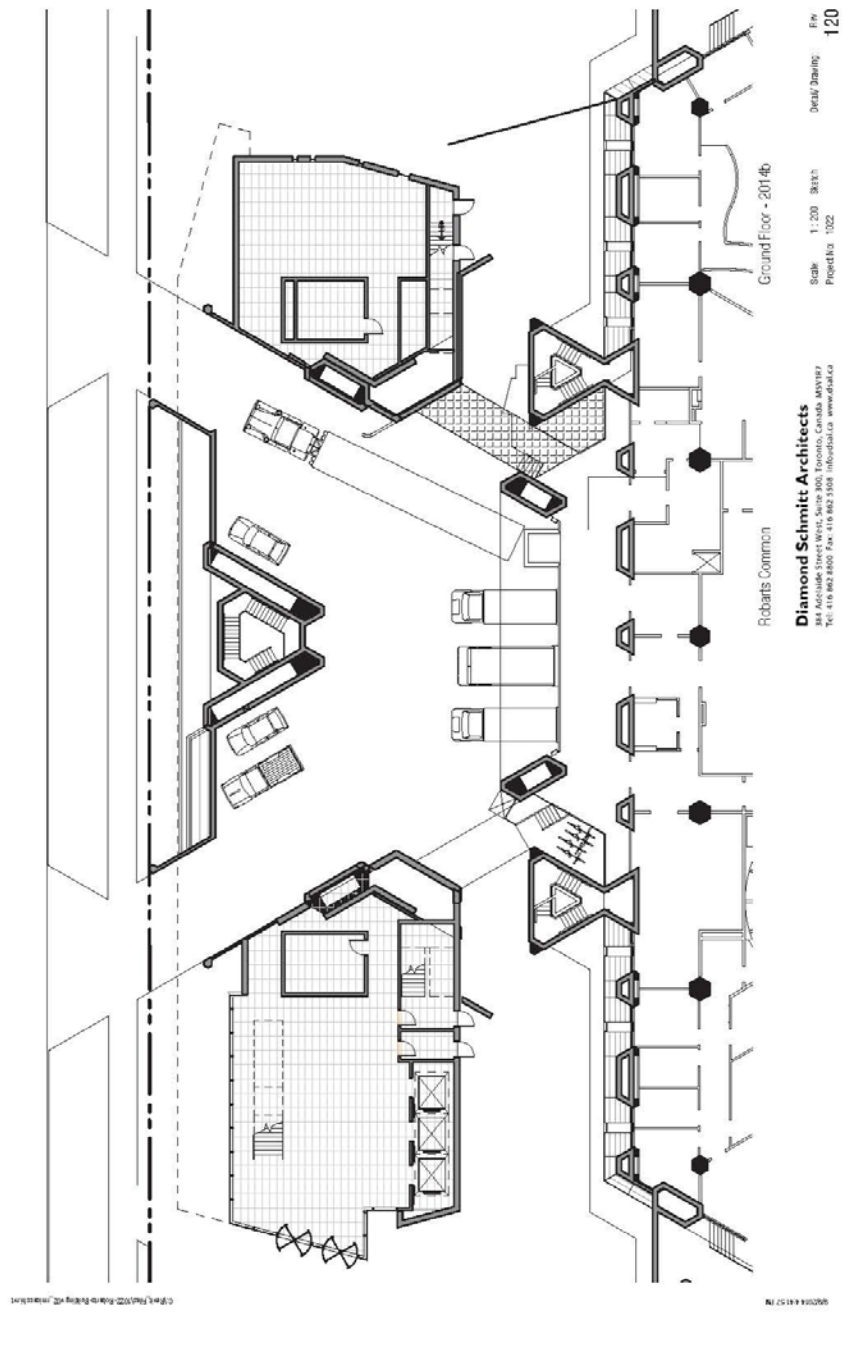 Robarts Common
Ground Floor - 2014b
Diamond Schmitt Architects
384 Adelaide Street West, Suite 300, Toronto, Canada M5V1R7
Tel: 416 862 8800 Fax: 416 862 5508 info@dsai.ca www.dsai.ca
Scale: 1 : 200 Sketch
Project No: 1022
Detail/ Drawing: Rev
120